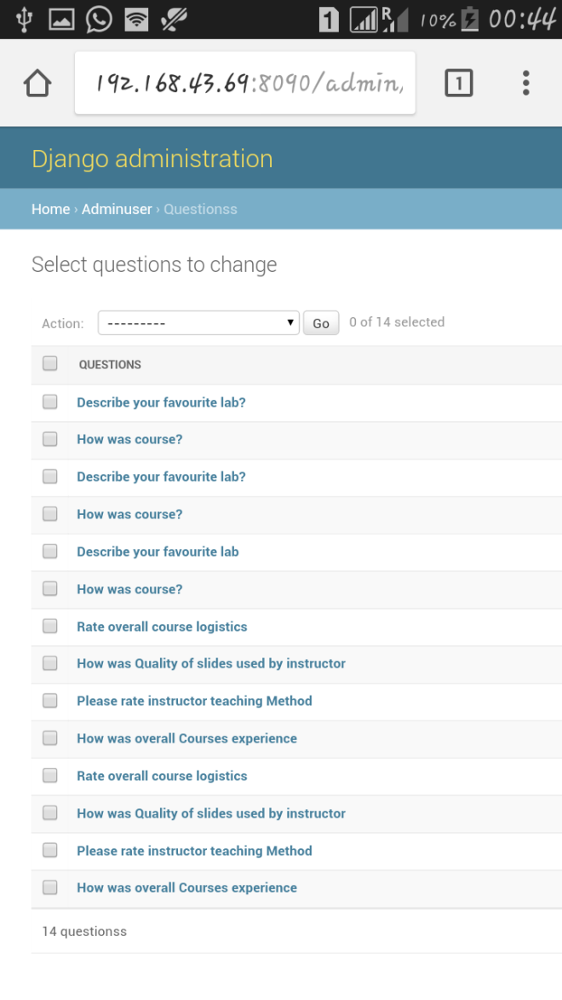 1 R 10% 00:44
192.168.43.69:8090/admin/
1
Django administration
Home › Adminuser › Questionss
Select questions to change
Action: --------- Go 0 of 14 selected
QUESTIONS
Describe your favourite lab?
How was course?
Describe your favourite lab?
How was course?
Describe your favourite lab
How was course?
Rate overall course logistics
How was Quality of slides used by instructor
Please rate instructor teaching Method
How was overall Courses experience
Rate overall course logistics
How was Quality of slides used by instructor
Please rate instructor teaching Method
How was overall Courses experience
14 questionss